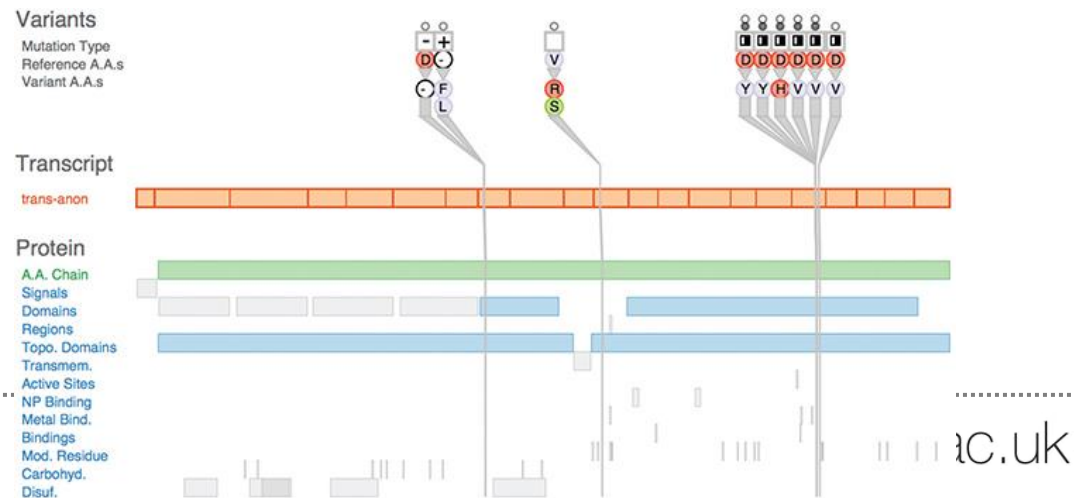 Variants
Mutation Type
Reference A.A.s
Variant A.A.s
- +
D -
- F
L
V
R
S
D D D D D D
Y Y H V V V
Transcript
trans-anon
Protein
A.A. Chain
Signals
Domains
Regions
Topo. Domains
Transmem.
Active Sites
NP Binding
Metal Bind.
Bindings
Mod. Residue
Carbohyd.
Disuf.
ac.uk